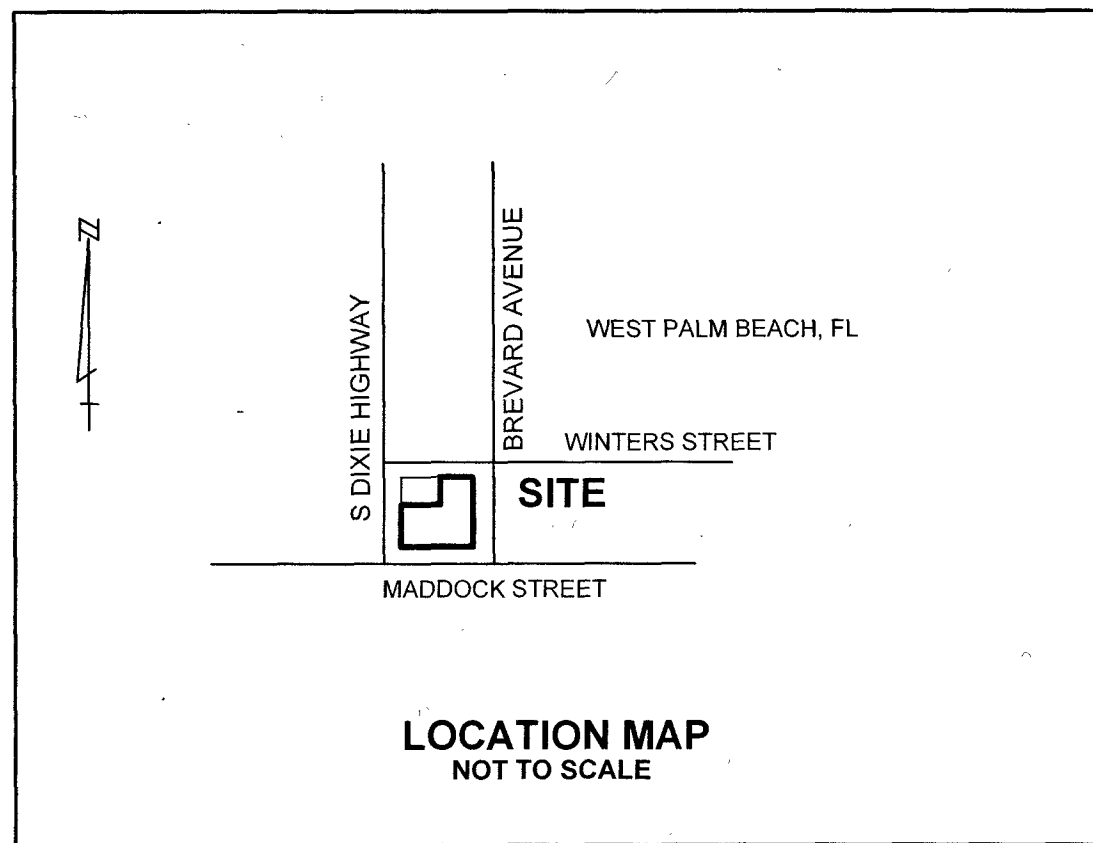 N
S DIXIE HIGHWAY
BREVARD AVENUE
WEST PALM BEACH, FL
WINTERS STREET
SITE
MADDOCK STREET
LOCATION MAP
NOT TO SCALE